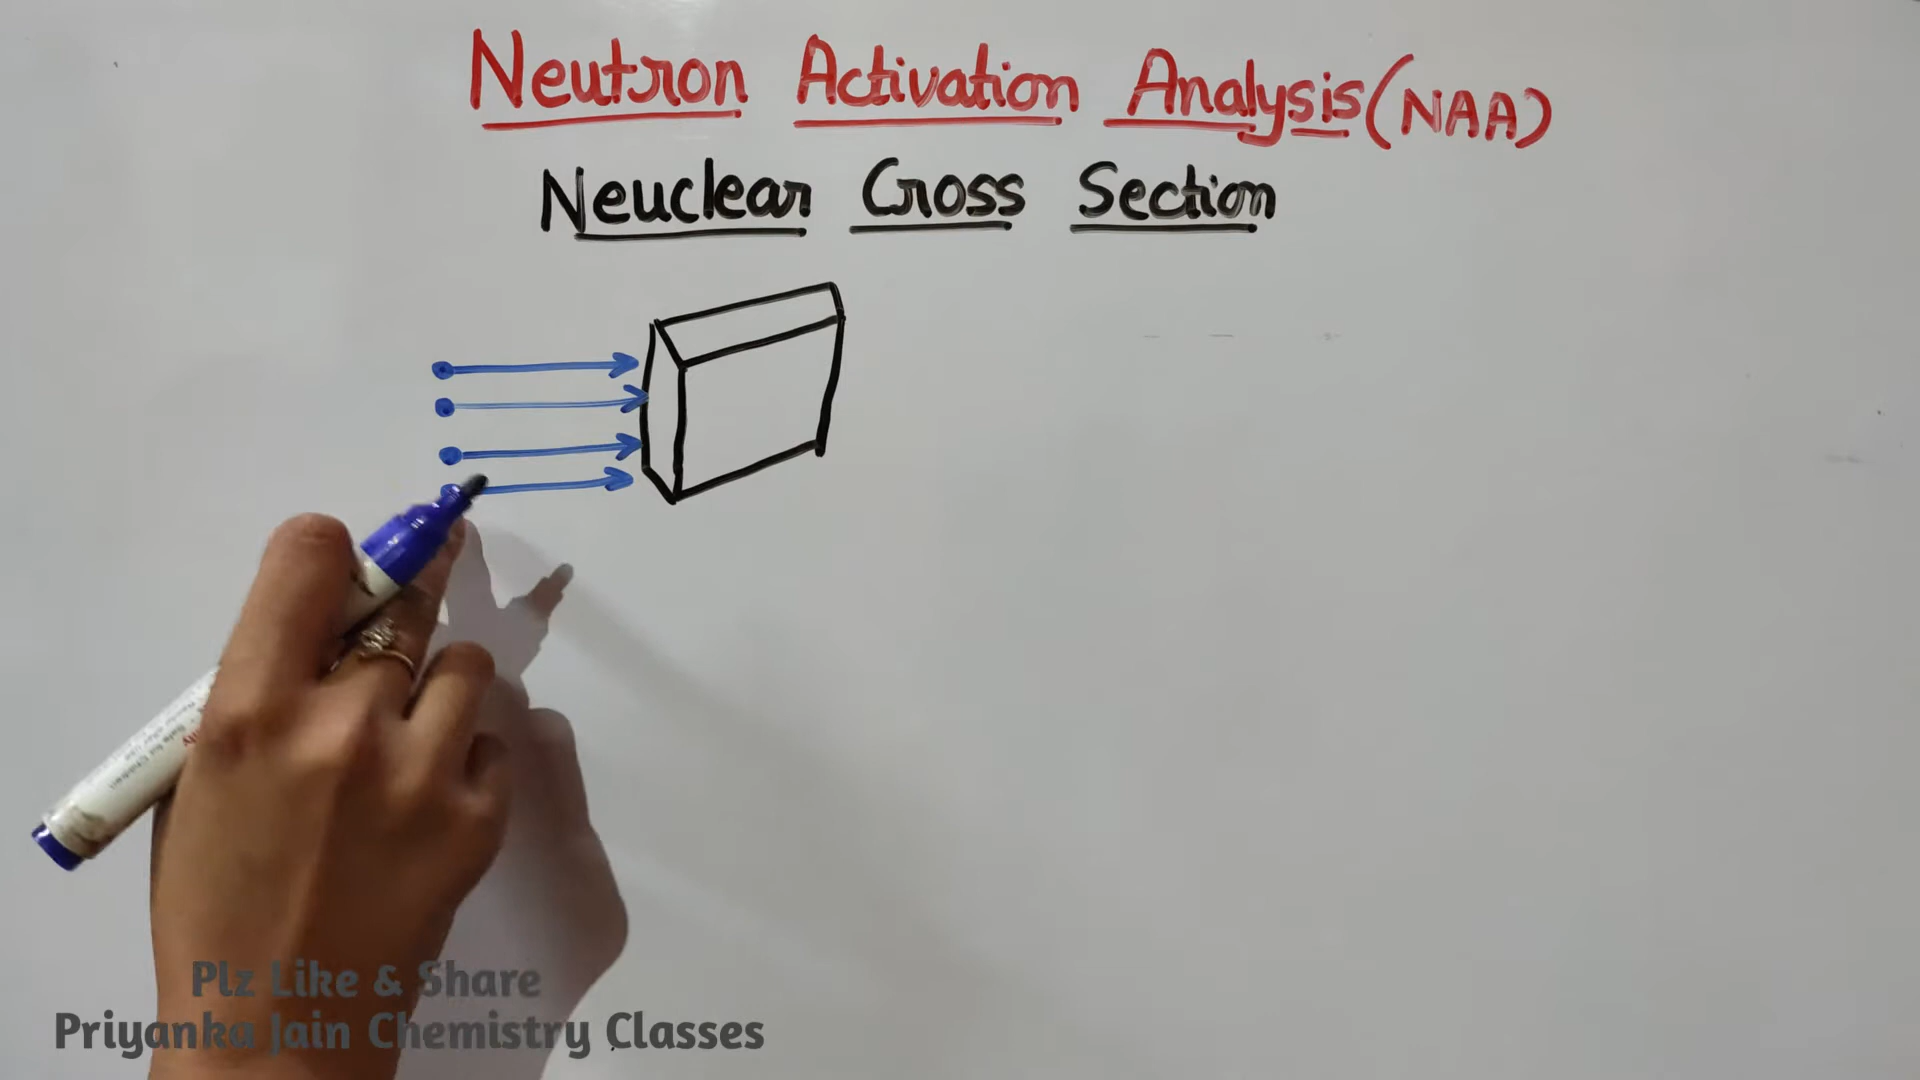 Neutron Activation Analysis (NAA)
Neuclear Cross Section
Plz Like & Share
Priyanka Jain Chemistry Classes